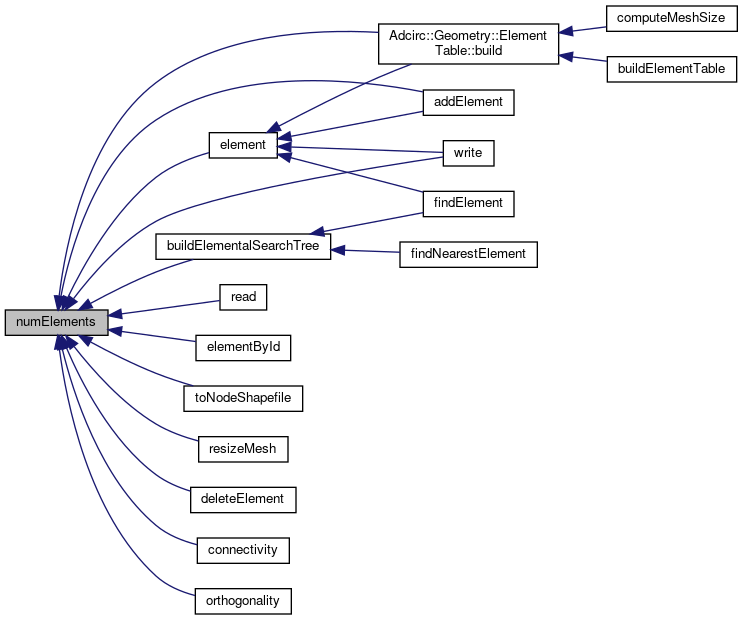 computeMeshSize
Adcirc::Geometry::Element
Table::build
buildElementTable
addElement
element
write
findElement
buildElementalSearchTree
findNearestElement
read
numElements
elementById
toNodeShapefile
resizeMesh
deleteElement
connectivity
orthogonality